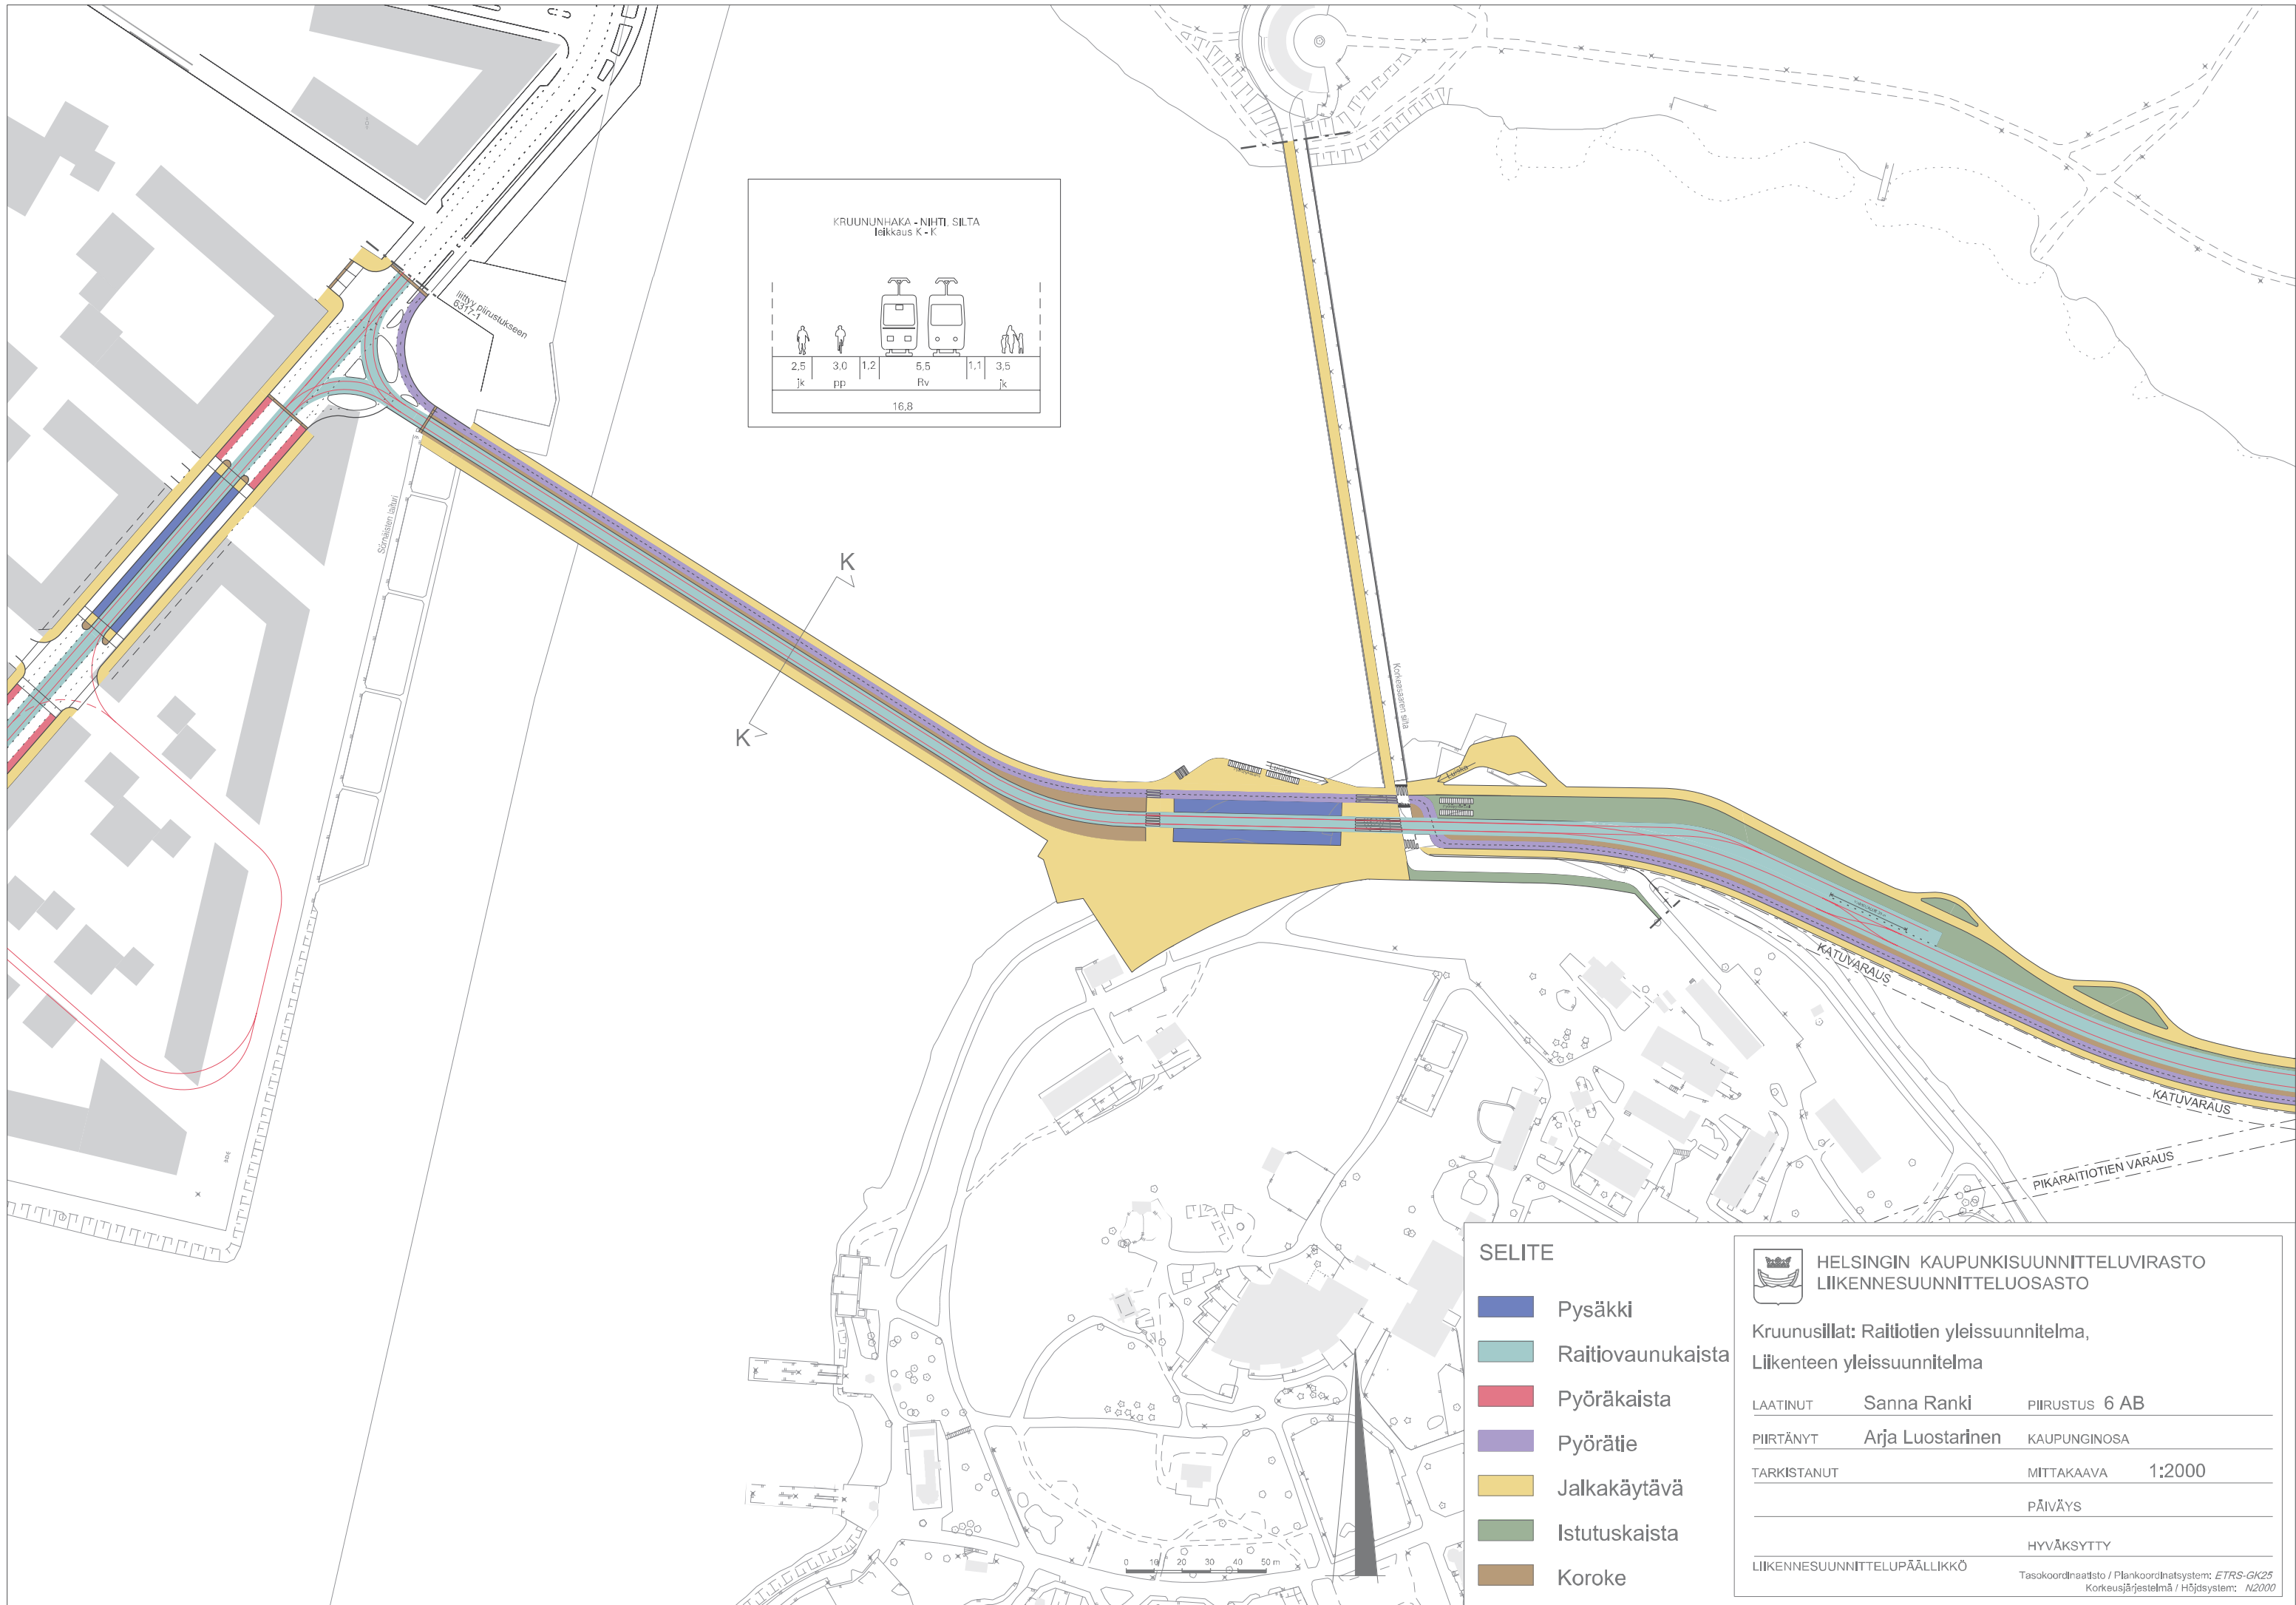 KRUUNUNHAKA - NIHTI, SILTA
leikkaus K - K
2,5 3,0 1,2 5,5 1,1 3,5
jk pp Rv jk
16,8
liittyy piirustukseen
6317-1
Sörnäisten laituri
K
K
Korkeasaaren silta
Luiska
Luiska
KATUVARAUS
KATUVARAUS
PIKARAITIOTIEN VARAUS
0 10 20 30 40 50 m
SELITE
Pysäkki
Raitiovaunukaista
Pyöräkaista
Pyörätie
Jalkakäytävä
Istutuskaista
Koroke
HELSINGIN KAUPUNKISUUNNITTELUVIRASTO
LIIKENNESUUNNITTELUOSASTO
Kruunusillat: Raitiotien yleissuunnitelma,
Liikenteen yleissuunnitelma
LAATINUT Sanna Ranki PIIRUSTUS 6 AB
PIIRTÄNYT Arja Luostarinen KAUPUNGINOSA
TARKISTANUT MITTAKAAVA 1:2000
PÄIVÄYS
HYVÄKSYTTY
LIIKENNESUUNNITTELUPÄÄLLIKKÖ
Tasokoordinaatisto / Plankoordinatsystem: ETRS-GK25
Korkeusjärjestelmä / Höjdsystem: N2000